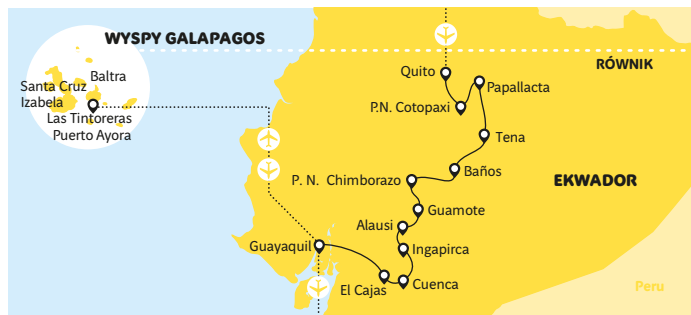 WYSPY GALAPAGOS
Baltra
Santa Cruz
Izabela
Las Tintoreras
Puerto Ayora
RÓWNIK
Quito
Papallacta
P.N. Cotopaxi
Tena
Baños
P. N. Chimborazo
EKWADOR
Guamote
Alausi
Guayaquil
Ingapirca
El Cajas
Cuenca
Peru